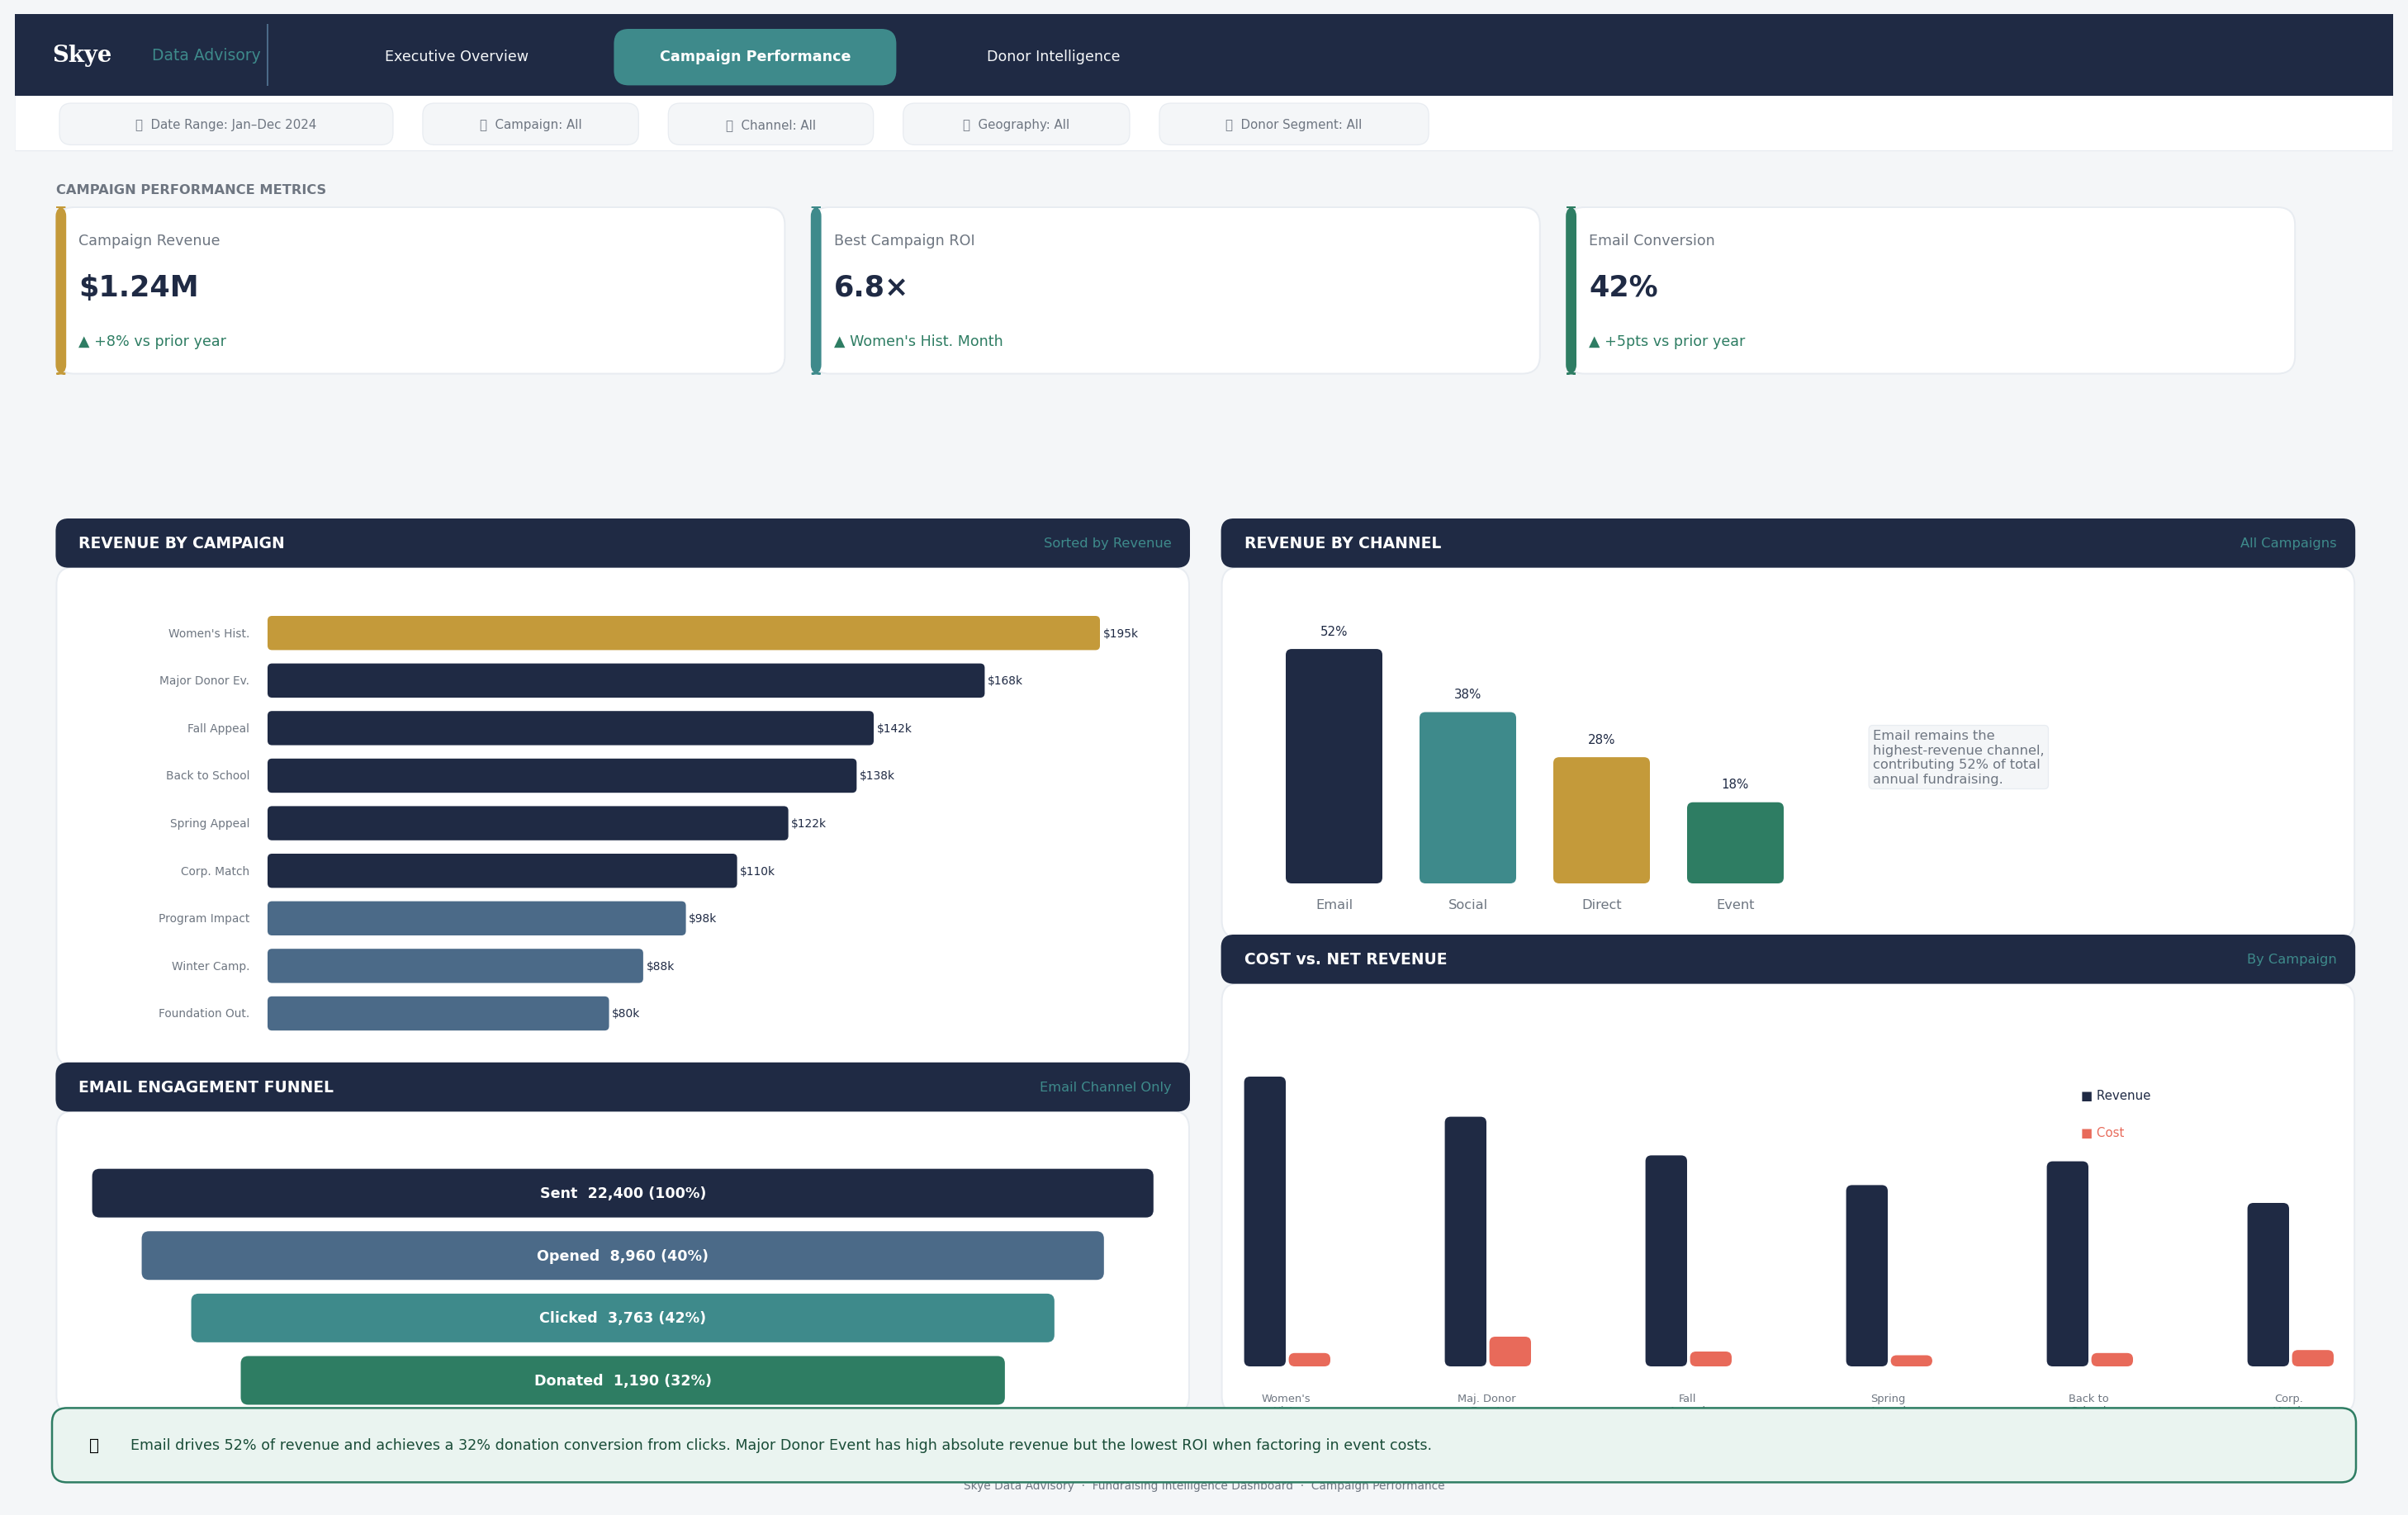 Skye Data Advisory
Executive Overview
Campaign Performance
Donor Intelligence
Date Range: Jan–Dec 2024
Campaign: All
Channel: All
Geography: All
Donor Segment: All
CAMPAIGN PERFORMANCE METRICS
Campaign Revenue
$1.24M
▲ +8% vs prior year
Best Campaign ROI
6.8×
▲ Women's Hist. Month
Email Conversion
42%
▲ +5pts vs prior year
REVENUE BY CAMPAIGN
Sorted by Revenue
Women's Hist. $195k
Major Donor Ev. $168k
Fall Appeal $142k
Back to School $138k
Spring Appeal $122k
Corp. Match $110k
Program Impact $98k
Winter Camp. $88k
Foundation Out. $80k
REVENUE BY CHANNEL
All Campaigns
52%
38%
28%
18%
Email
Social
Direct
Event
Email remains the
highest-revenue channel,
contributing 52% of total
annual fundraising.
EMAIL ENGAGEMENT FUNNEL
Email Channel Only
Sent 22,400 (100%)
Opened 8,960 (40%)
Clicked 3,763 (42%)
Donated 1,190 (32%)
COST vs. NET REVENUE
By Campaign
■ Revenue
■ Cost
Women's
Maj. Donor
Fall
Spring
Back to
Corp.
Email drives 52% of revenue and achieves a 32% donation conversion from clicks. Major Donor Event has high absolute revenue but the lowest ROI when factoring in event costs.
Skye Data Advisory · Fundraising Intelligence Dashboard · Campaign Performance